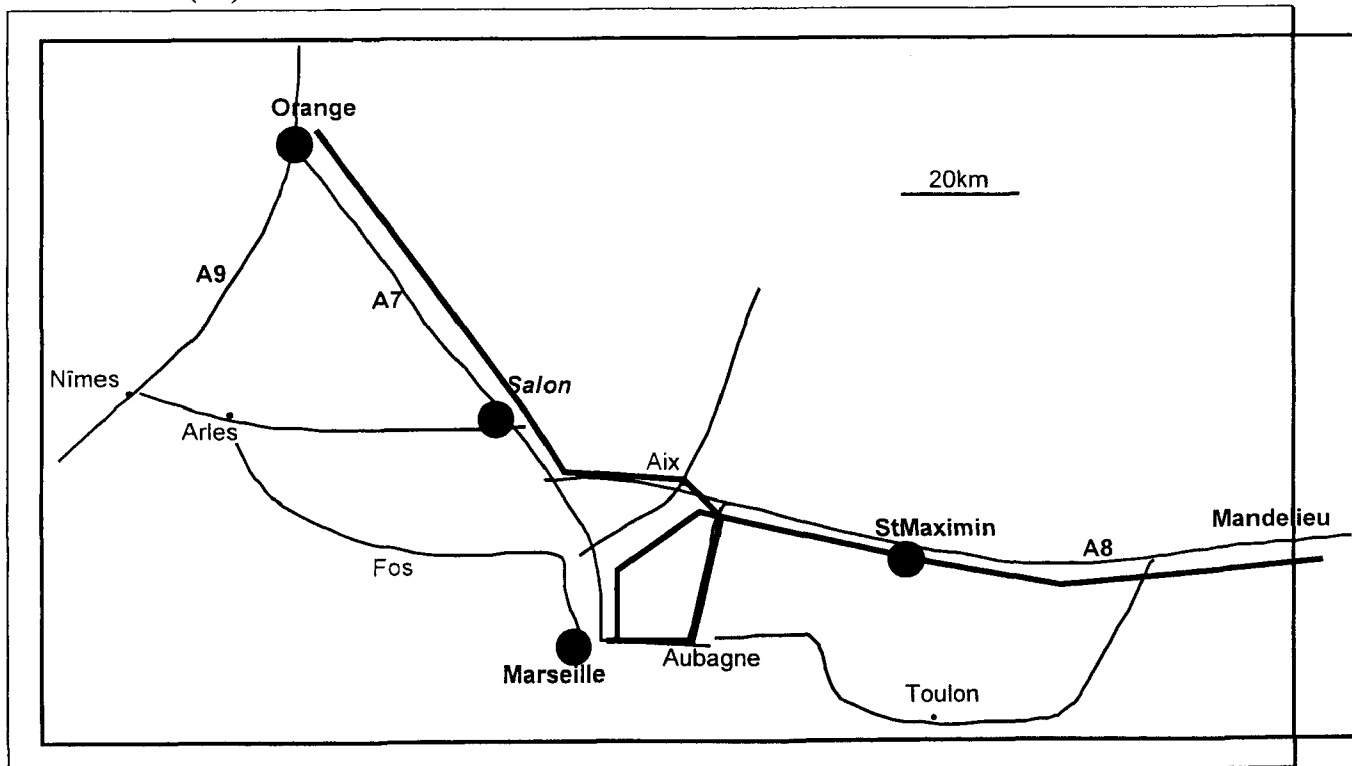 Orange
20km
A9
A7
Nîmes
Salon
Arles
Aix
StMaximin
Mandelieu
A8
Fos
Marseille
Aubagne
Toulon